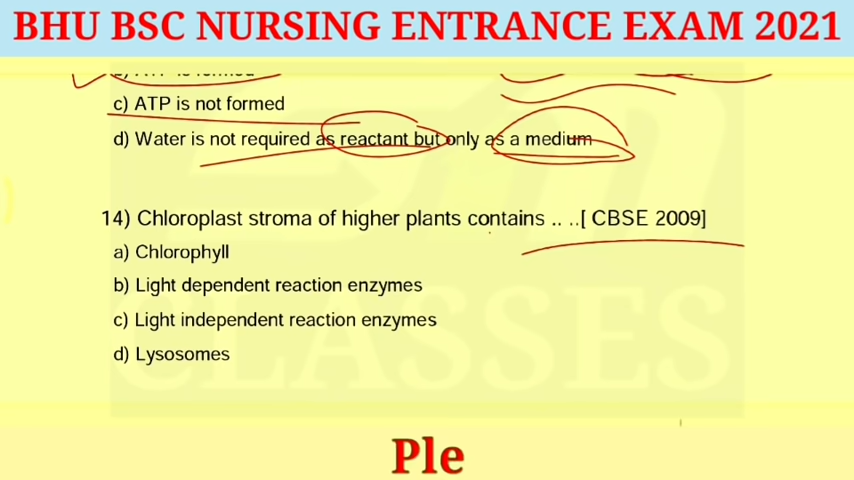 BHU BSC NURSING ENTRANCE EXAM 2021
c) ATP is not formed
d) Water is not required as reactant but only as a medium
14) Chloroplast stroma of higher plants contains .. ..[ CBSE 2009]
a) Chlorophyll
b) Light dependent reaction enzymes
c) Light independent reaction enzymes
d) Lysosomes
CLASSES
Ple